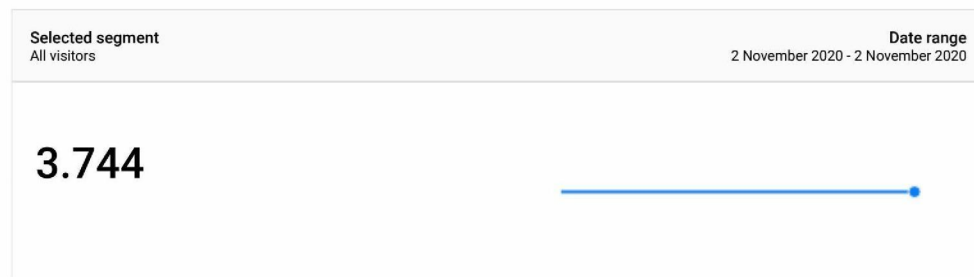 Selected segment
All visitors
Date range
2 November 2020 - 2 November 2020
3.744